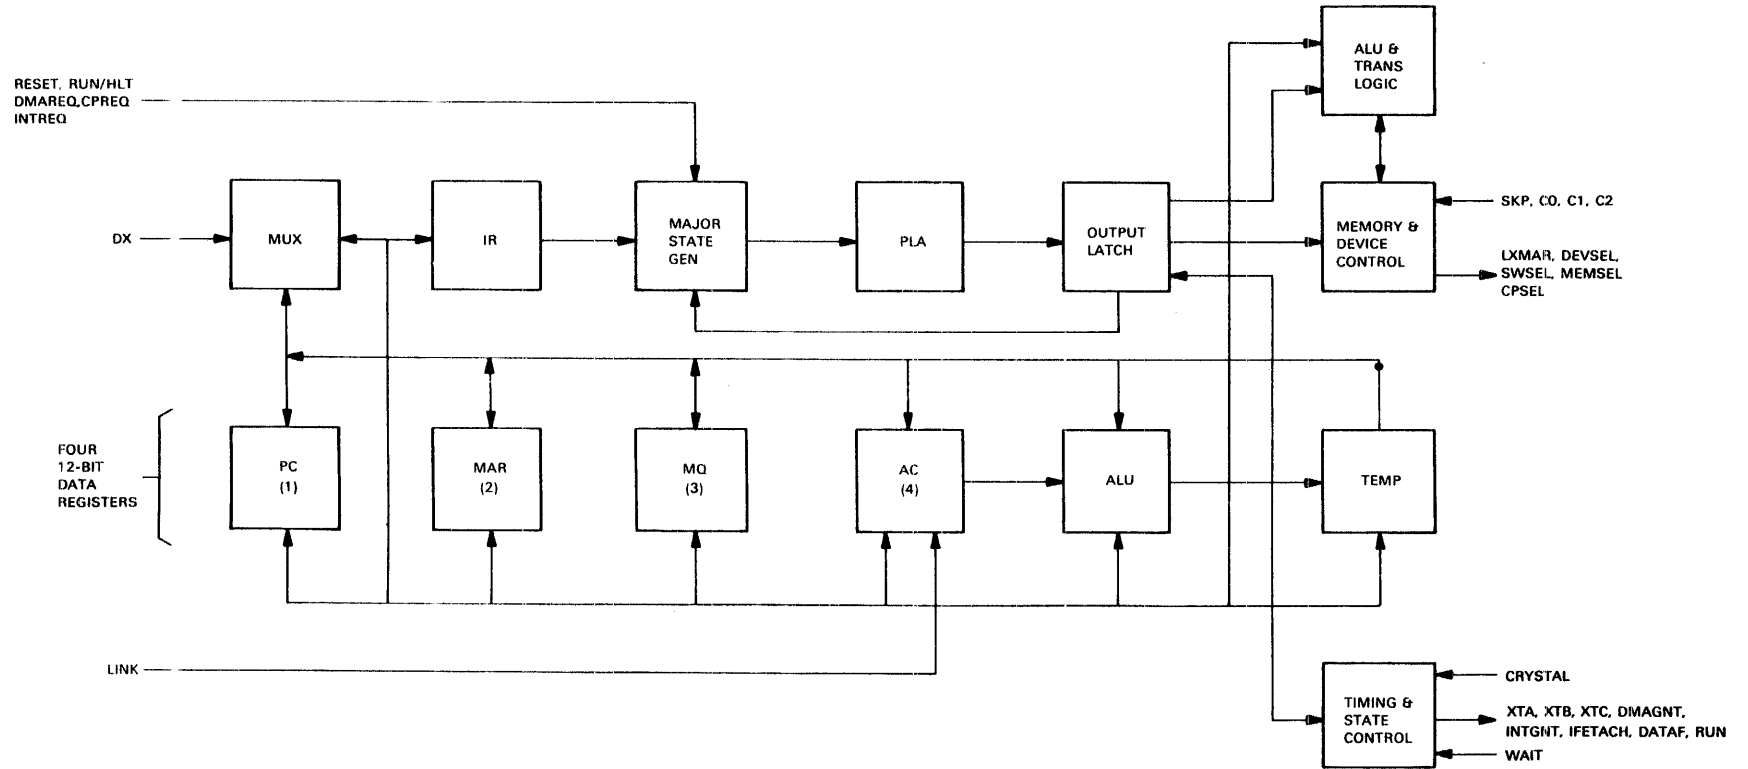 ALU &
TRANS
LOGIC
RESET, RUN/HLT
DMAREQ,CPREQ
INTREQ
DX
MUX
IR
MAJOR
STATE
GEN
PLA
OUTPUT
LATCH
MEMORY &
DEVICE
CONTROL
SKP, C0, C1, C2
LXMAR, DEVSEL,
SWSEL, MEMSEL
CPSEL
FOUR
12-BIT
DATA
REGISTERS
PC
(1)
MAR
(2)
MQ
(3)
AC
(4)
ALU
TEMP
LINK
TIMING &
STATE
CONTROL
CRYSTAL
XTA, XTB, XTC, DMAGNT,
INTGNT, IFETACH, DATAF, RUN
WAIT